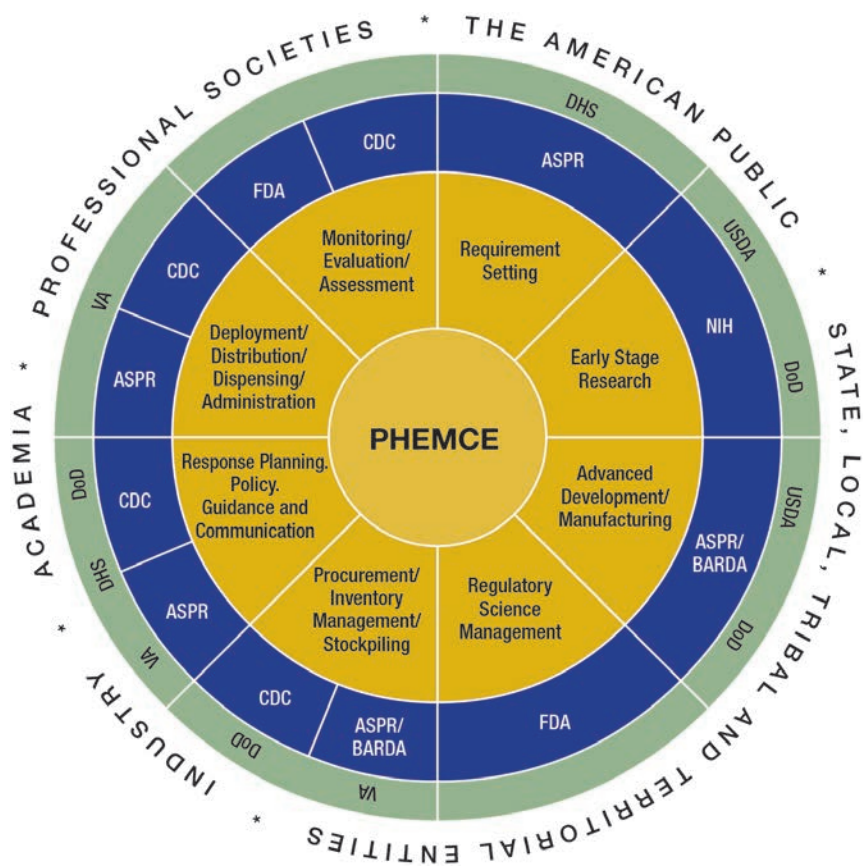 PROFESSIONAL SOCIETIES * THE AMERICAN PUBLIC * STATE, LOCAL, TRIBAL AND TERRITORIAL ENTITIES * INDUSTRY * ACADEMIA *
DHS
USDA
DoD
USDA
DoD
VA
DoD
VA
DHS
DoD
VA
ASPR
NIH
ASPR/
BARDA
FDA
ASPR/
BARDA
CDC
ASPR
CDC
ASPR
CDC
FDA
CDC
Requirement
Setting
Early Stage
Research
Advanced
Development/
Manufacturing
Regulatory
Science
Management
Procurement/
Inventory
Management/
Stockpiling
Response Planning.
Policy.
Guidance and
Communication
Deployment/
Distribution/
Dispensing/
Administration
Monitoring/
Evaluation/
Assessment
PHEMCE